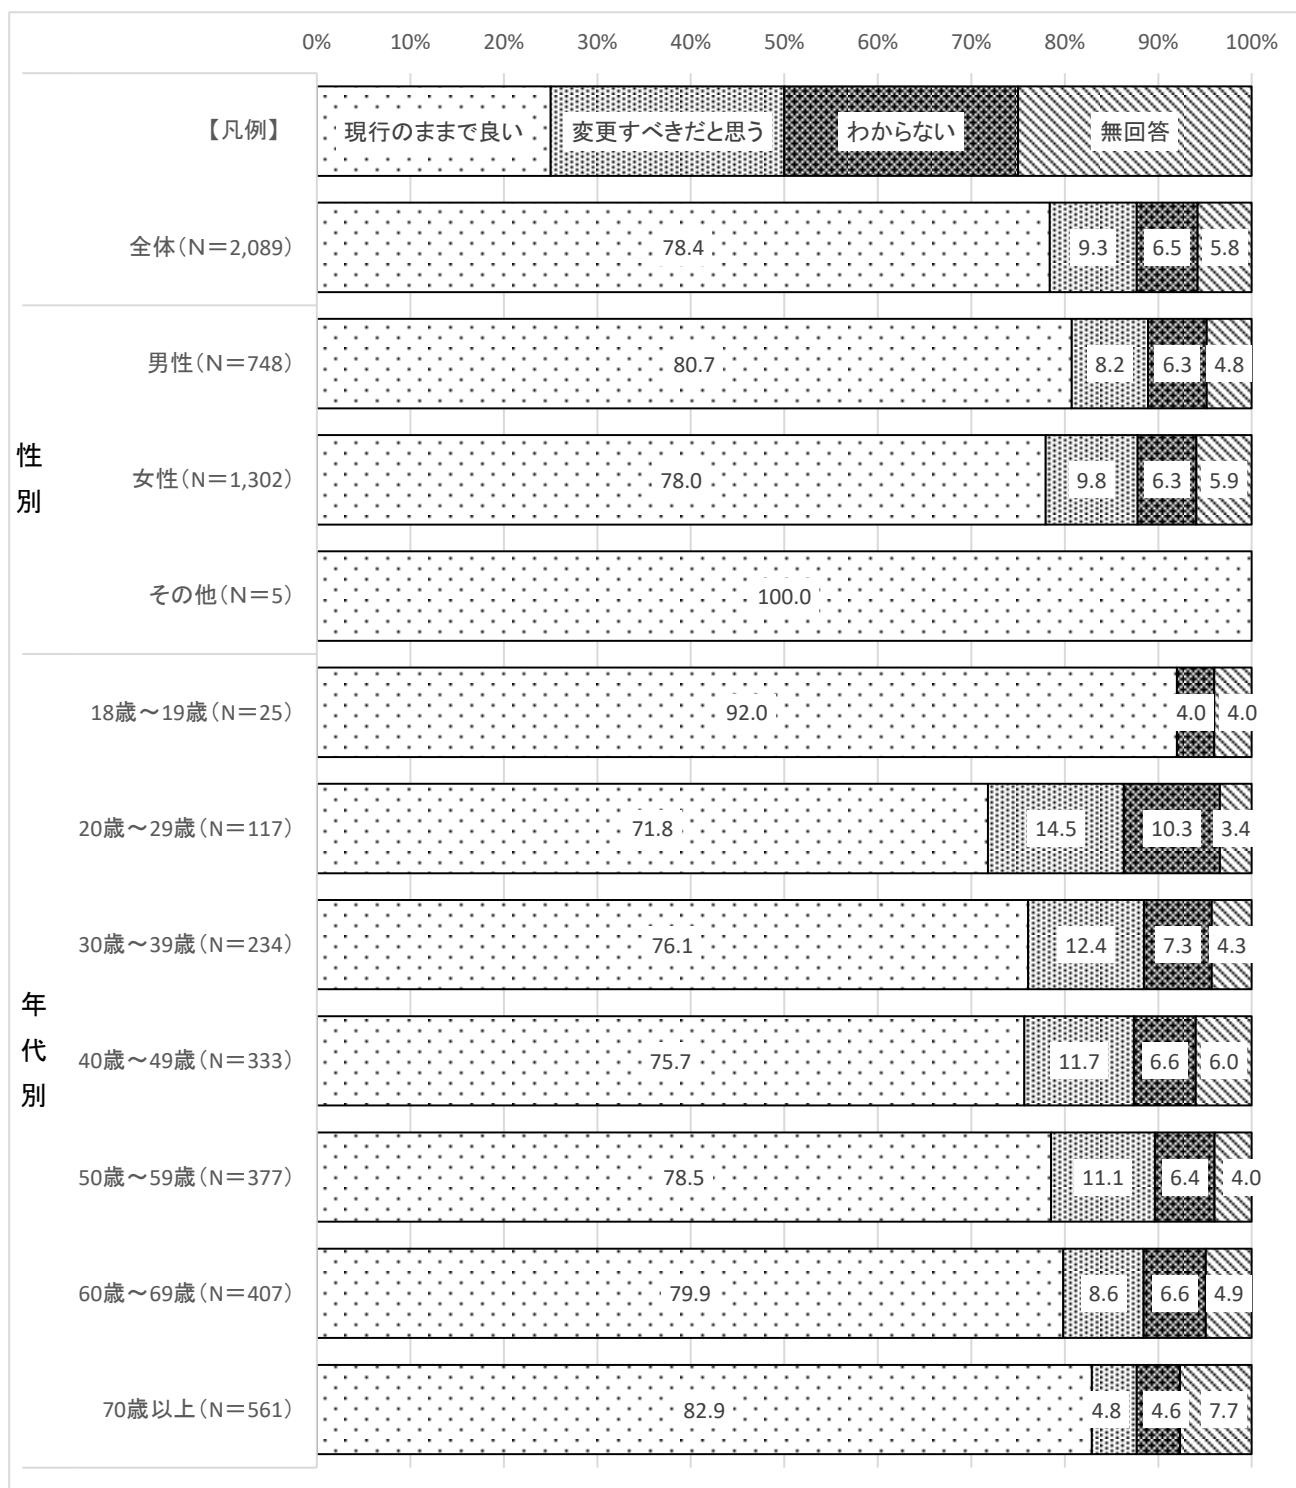 0% 10% 20% 30% 40% 50% 60% 70% 80% 90% 100%
【凡例】 現行のままで良い 変更すべきだと思う わからない 無回答
全体(N=2,089) 78.4 9.3 6.5 5.8
性別
男性(N=748) 80.7 8.2 6.3 4.8
女性(N=1,302) 78.0 9.8 6.3 5.9
その他(N=5) 100.0
年代別
18歳~19歳(N=25) 92.0 4.0 4.0
20歳~29歳(N=117) 71.8 14.5 10.3 3.4
30歳~39歳(N=234) 76.1 12.4 7.3 4.3
40歳~49歳(N=333) 75.7 11.7 6.6 6.0
50歳~59歳(N=377) 78.5 11.1 6.4 4.0
60歳~69歳(N=407) 79.9 8.6 6.6 4.9
70歳以上(N=561) 82.9 4.8 4.6 7.7